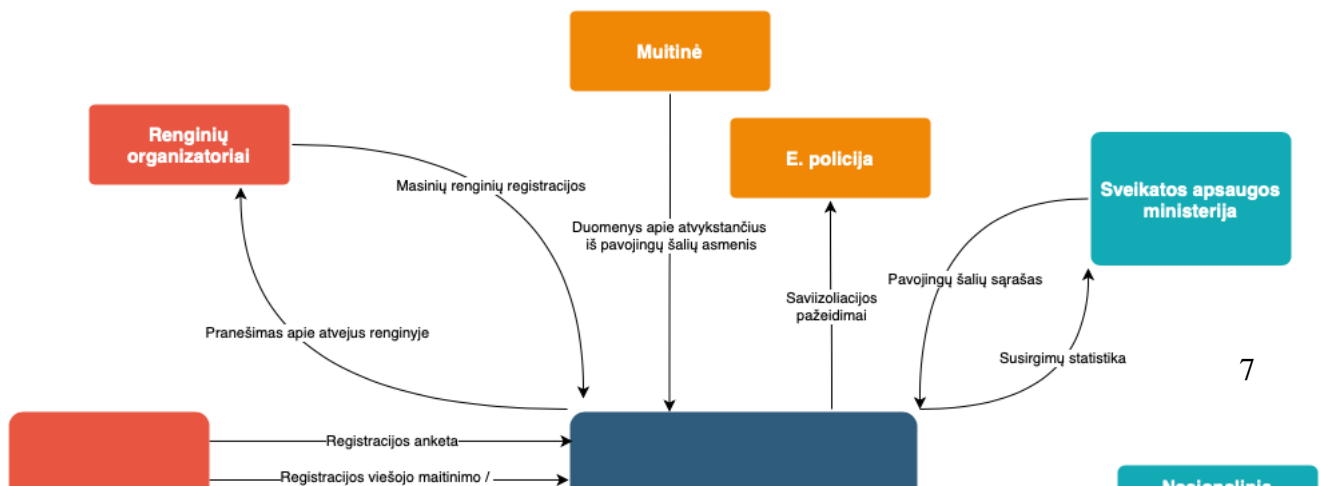 Muitinė
Renginių
organizatoriai
E. policija
Sveikatos apsaugos
ministerija
Masinių renginių registracijos
Duomenys apie atvykstančius
iš pavojingų šalių asmenis
Pavojingų šalių sąrašas
Saviizoliacijos
pažeidimai
Pranešimas apie atvejus renginyje
Susirgimų statistika
7
Registracijos anketa
Registracijos viešojo maitinimo /
Nacionalinis